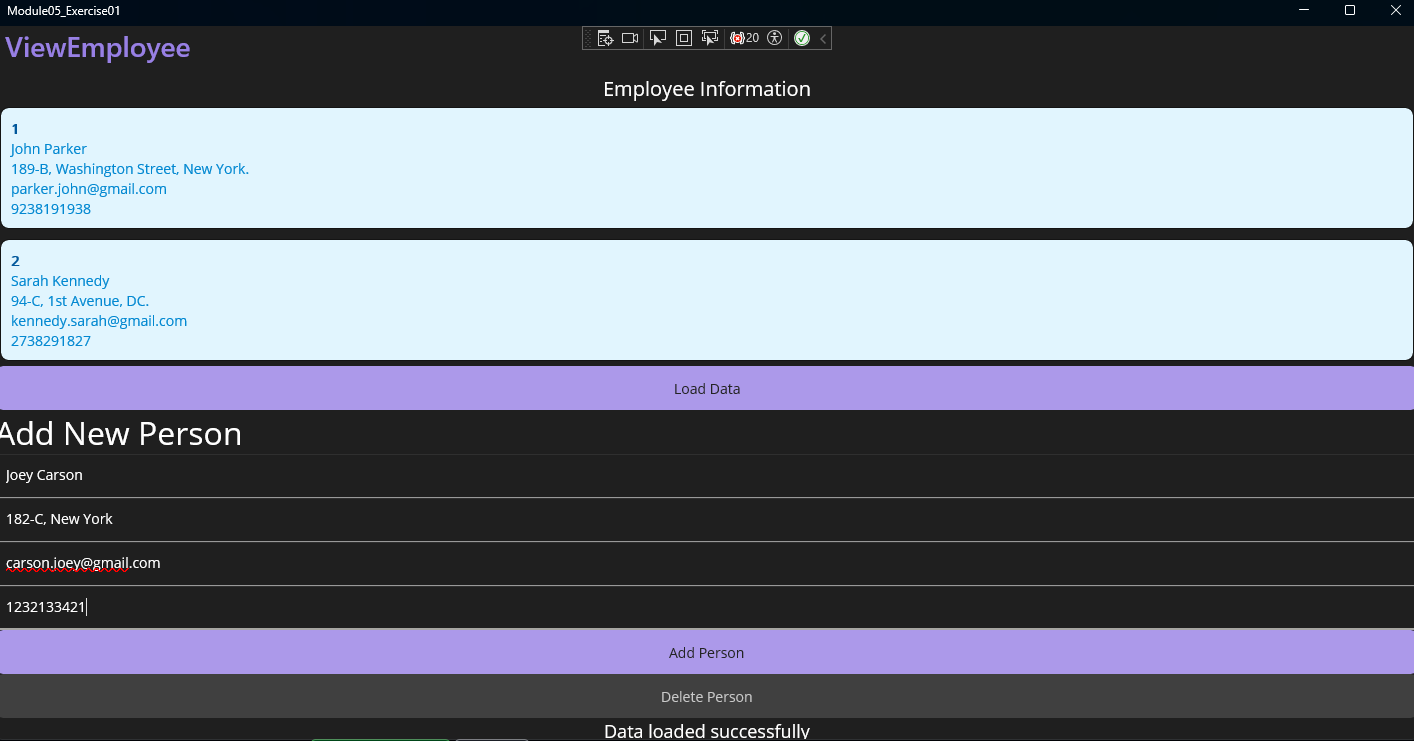 Module05_Exercise01
ViewEmployee
20
Employee Information
1
John Parker
189-B, Washington Street, New York.
parker.john@gmail.com
9238191938
2
Sarah Kennedy
94-C, 1st Avenue, DC.
kennedy.sarah@gmail.com
2738291827
Load Data
Add New Person
Joey Carson
182-C, New York
carson.joey@gmail.com
1232133421
Add Person
Delete Person
Data loaded successfully